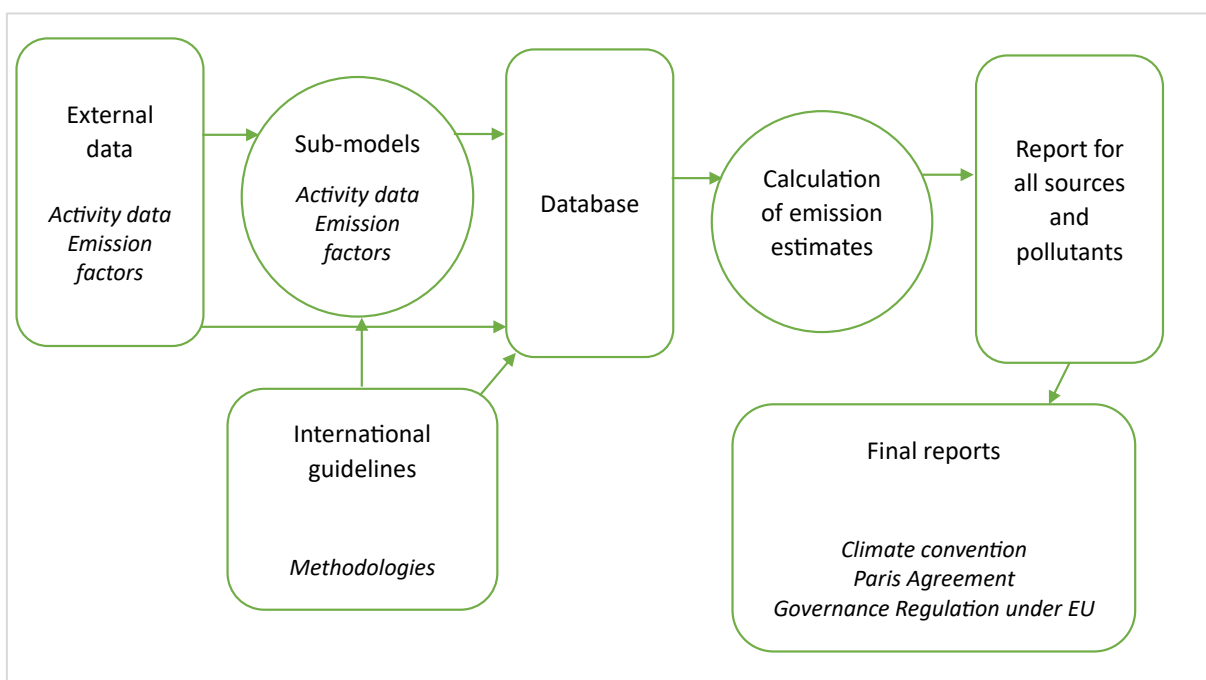 External
data
Activity data
Emission
factors
Sub-models
Activity data
Emission
factors
Database
Calculation
of emission
estimates
Report for
all sources
and
pollutants
International
guidelines
Methodologies
Final reports
Climate convention
Paris Agreement
Governance Regulation under EU